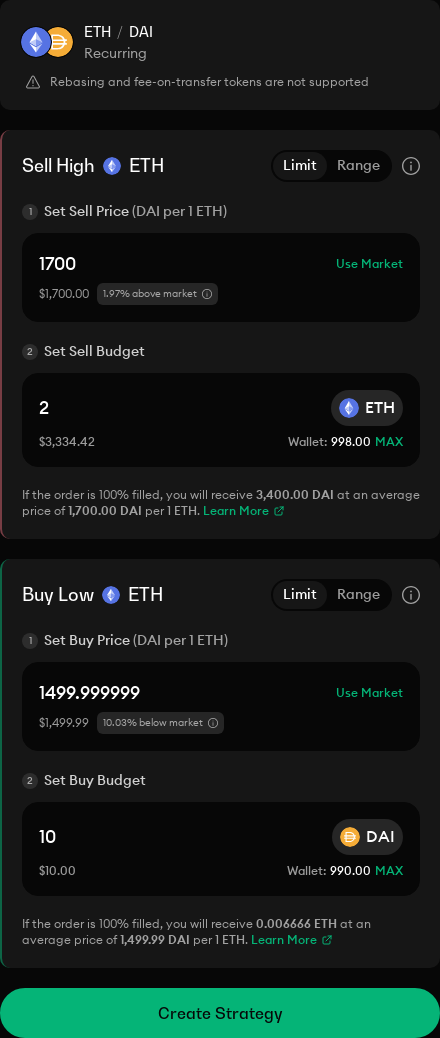 ETH / DAI
Recurring
Rebasing and fee-on-transfer tokens are not supported
Sell High ETH Limit Range
1 Set Sell Price (DAI per 1 ETH)
1700 Use Market
$1,700.00 1.97% above market
2 Set Sell Budget
2 ETH
$3,334.42 Wallet: 998.00 MAX
If the order is 100% filled, you will receive 3,400.00 DAI at an average
price of 1,700.00 DAI per 1 ETH. Learn More
Buy Low ETH Limit Range
1 Set Buy Price (DAI per 1 ETH)
1499.999999 Use Market
$1,499.99 10.03% below market
2 Set Buy Budget
10 DAI
$10.00 Wallet: 990.00 MAX
If the order is 100% filled, you will receive 0.006666 ETH at an
average price of 1,499.99 DAI per 1 ETH. Learn More
Create Strategy